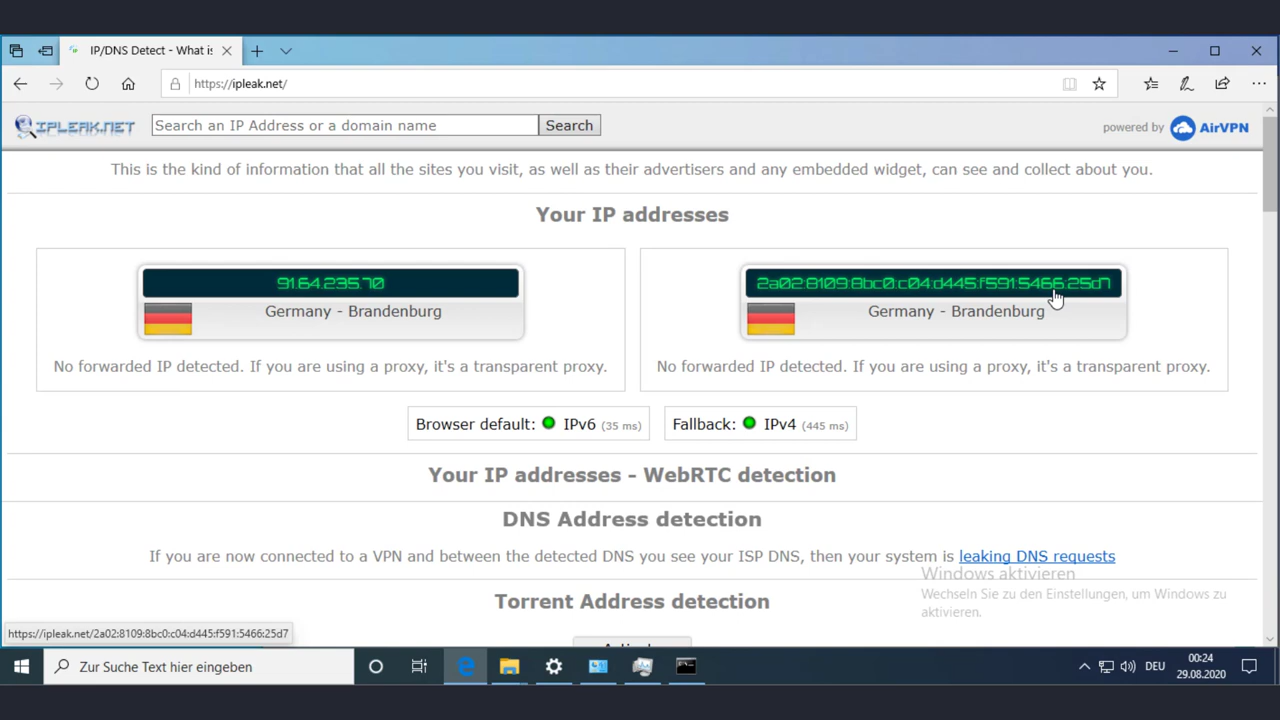 IP/DNS Detect - What is
https://ipleak.net/
IPLEAK.NET
Search an IP Address or a domain name
Search
powered by AirVPN
This is the kind of information that all the sites you visit, as well as their advertisers and any embedded widget, can see and collect about you.
Your IP addresses
91.64.235.70
Germany - Brandenburg
No forwarded IP detected. If you are using a proxy, it's a transparent proxy.
2a02:8109:8bc0:c04:d445:f591:5466:25d7
Germany - Brandenburg
No forwarded IP detected. If you are using a proxy, it's a transparent proxy.
Browser default: IPv6 (35 ms)
Fallback: IPv4 (445 ms)
Your IP addresses - WebRTC detection
DNS Address detection
If you are now connected to a VPN and between the detected DNS you see your ISP DNS, then your system is leaking DNS requests
Windows aktivieren
Wechseln Sie zu den Einstellungen, um Windows zu
aktivieren.
Torrent Address detection
https://ipleak.net/2a02:8109:8bc0:c04:d445:f591:5466:25d7
Zur Suche Text hier eingeben
DEU
00:24
29.08.2020